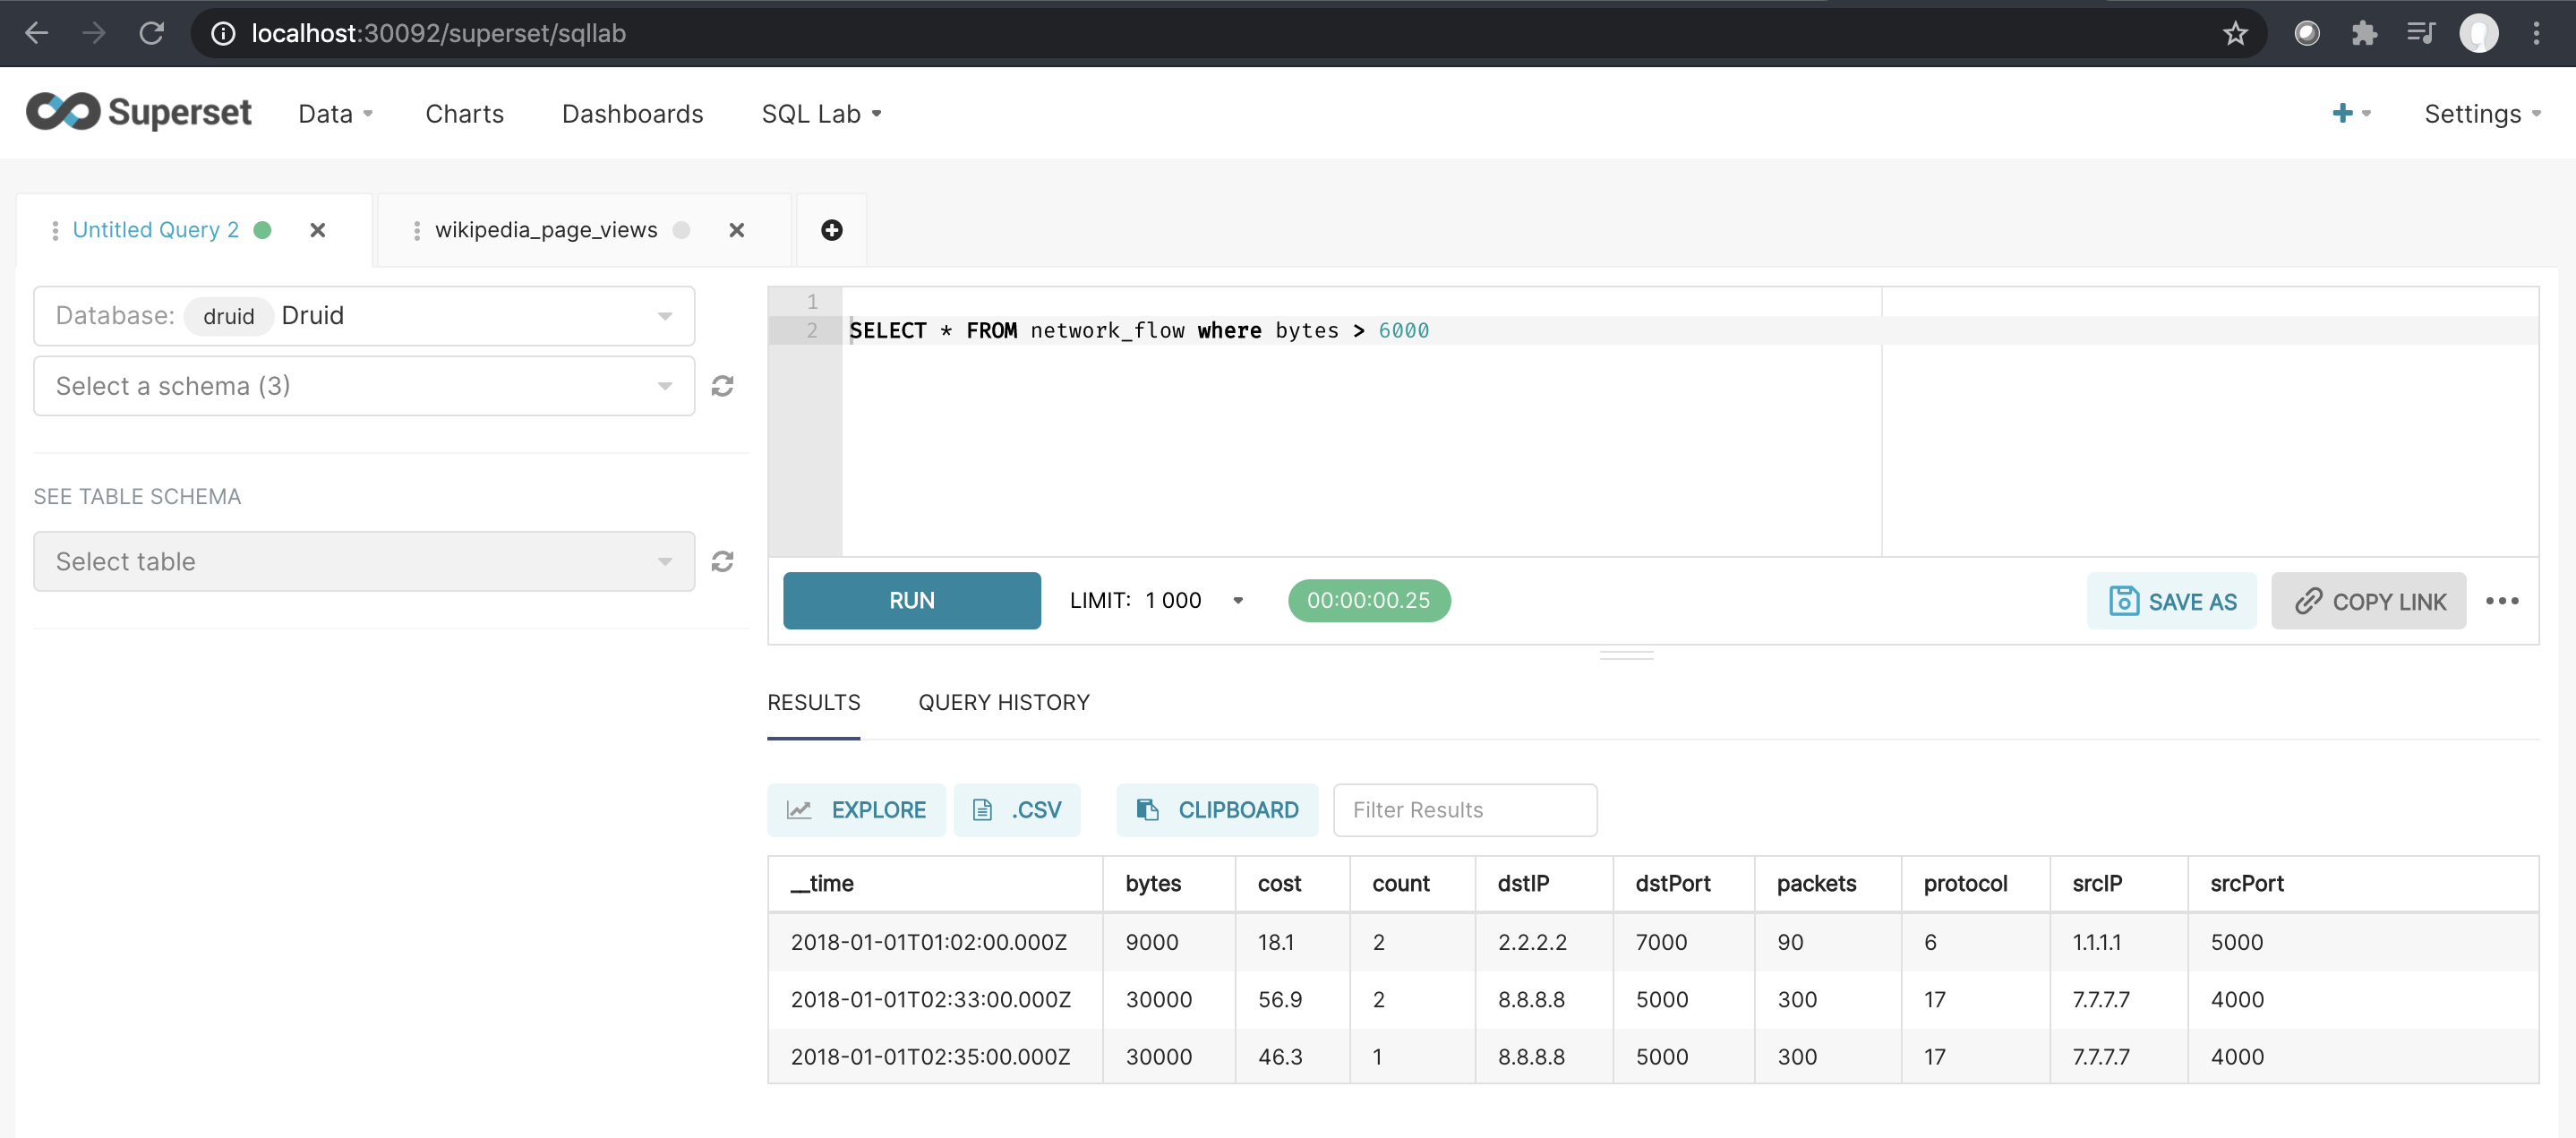 localhost:30092/superset/sqllab
Superset Data Charts Dashboards SQL Lab Settings
Untitled Query 2 wikipedia_page_views
Database: druid Druid
Select a schema (3)
SEE TABLE SCHEMA
Select table
1
2 SELECT * FROM network_flow where bytes > 6000
RUN LIMIT: 1 000 00:00:00.25 SAVE AS COPY LINK
RESULTS QUERY HISTORY
EXPLORE .CSV CLIPBOARD Filter Results
__time bytes cost count dstIP dstPort packets protocol srcIP srcPort
2018-01-01T01:02:00.000Z 9000 18.1 2 2.2.2.2 7000 90 6 1.1.1.1 5000
2018-01-01T02:33:00.000Z 30000 56.9 2 8.8.8.8 5000 300 17 7.7.7.7 4000
2018-01-01T02:35:00.000Z 30000 46.3 1 8.8.8.8 5000 300 17 7.7.7.7 4000